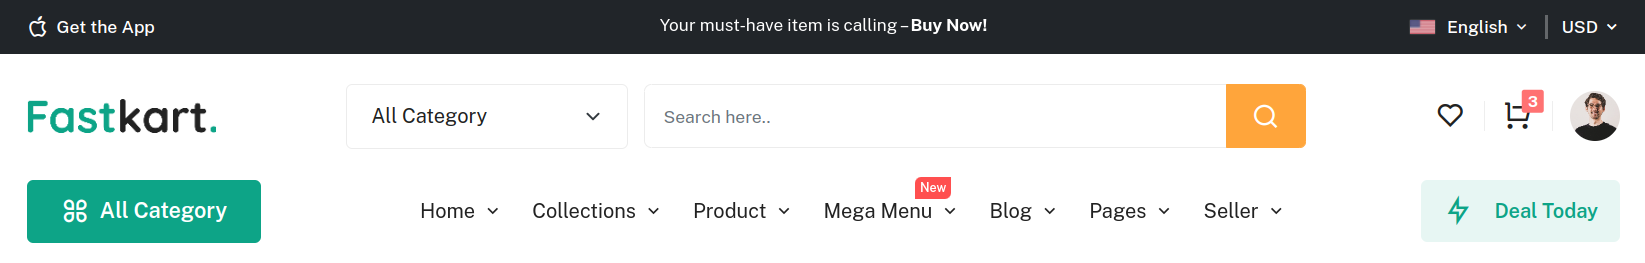 Get the App
Your must-have item is calling – Buy Now!
English
USD
Fastkart.
All Category
Search here..
3
All Category
Home
Collections
Product
Mega Menu
New
Blog
Pages
Seller
Deal Today